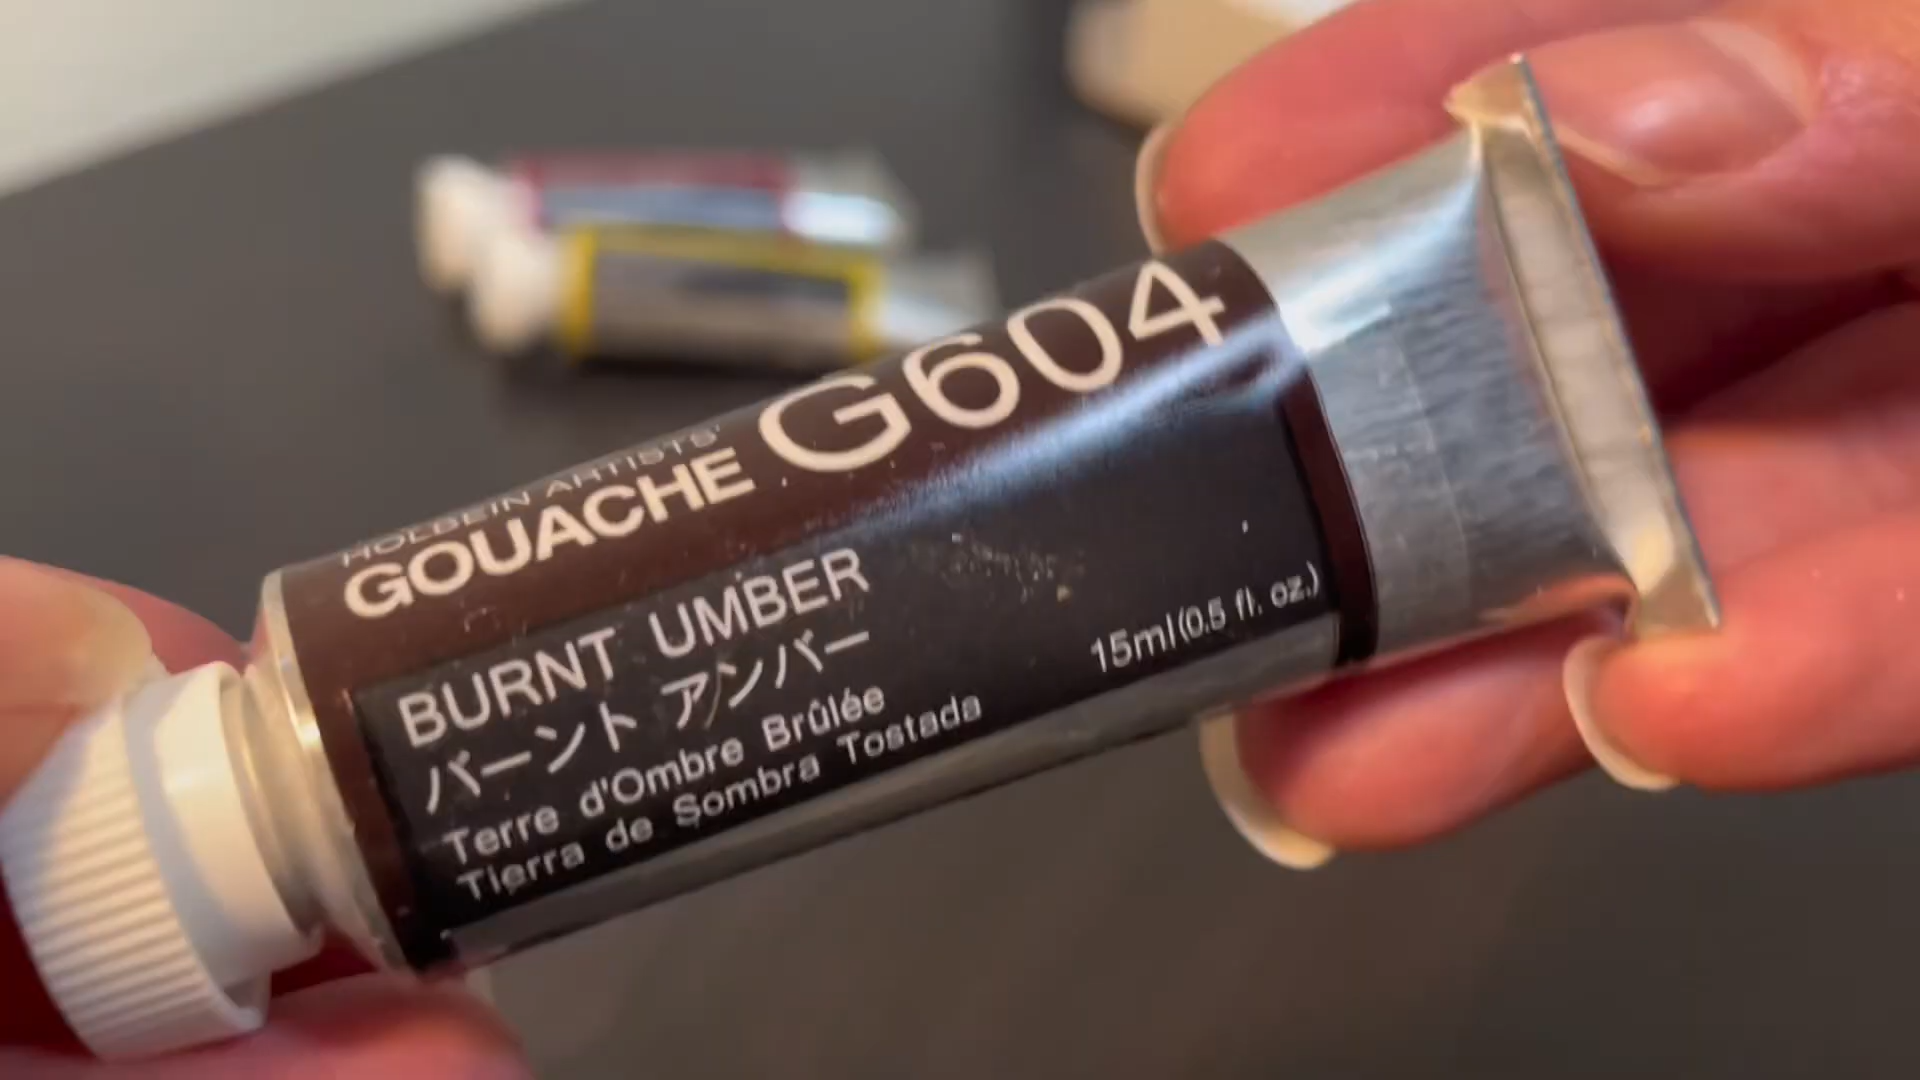 HOLBEIN ARTISTS'
GOUACHE G604
BURNT UMBER
バーント アンバー
Terre d'Ombre Brûlée
Tierra de Sombra Tostada
15ml(0.5 fl. oz.)